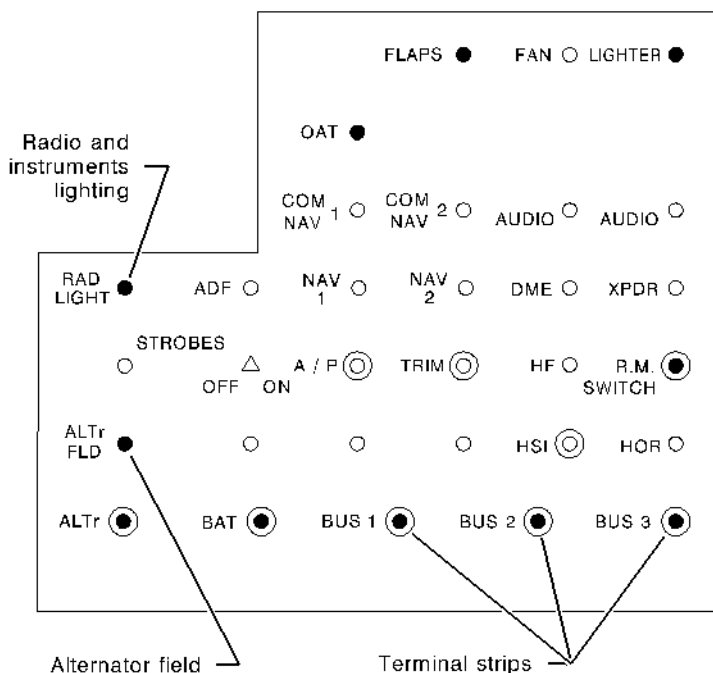 FLAPS FAN LIGHTER
OAT
Radio and
instruments
lighting
COM
NAV 1
COM
NAV 2
AUDIO AUDIO
RAD
LIGHT
ADF
NAV
1
NAV
2
DME XPDR
STROBES
OFF ON
A / P TRIM HF
R.M.
SWITCH
ALTr
FLD
HSI HOR
ALTr BAT BUS 1 BUS 2 BUS 3
Alternator field Terminal strips